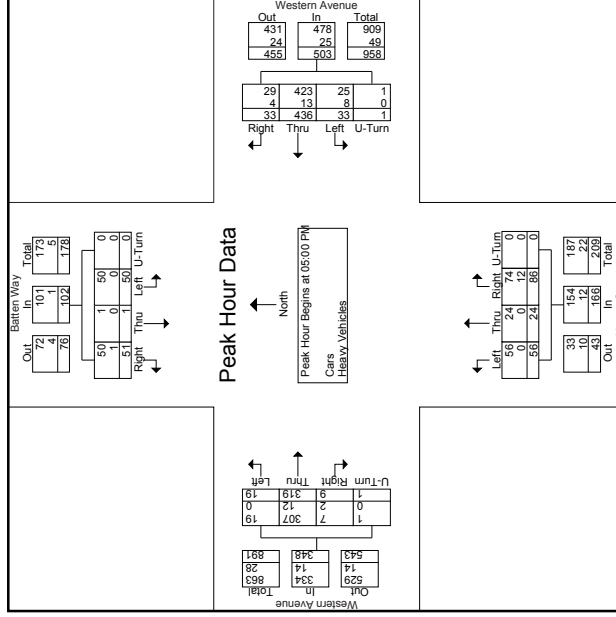 Western Avenue
Out In Total
431 478 909
24 25 49
455 503 958
29 423 25 1
4 13 8 0
33 436 33 1
Right Thru Left U-Turn
Batten Way
Out In Total
72 101 173
4 1 5
76 102 178
50 1 50 0
1 0 0 0
51 1 50 0
Right Thru Left U-Turn
Peak Hour Data
North
Peak Hour Begins at 05:00 PM
Cars
Heavy Vehicles
Left Thru Right U-Turn
56 24 74 0
0 0 12 0
56 24 86 0
33 154 187
10 12 22
43 166 209
Out In Total
Left Thru Right U-Turn
19 319 9 1
0 12 2 0
19 307 7 1
891 348 543
28 14 14
863 334 529
Total In Out
Western Avenue